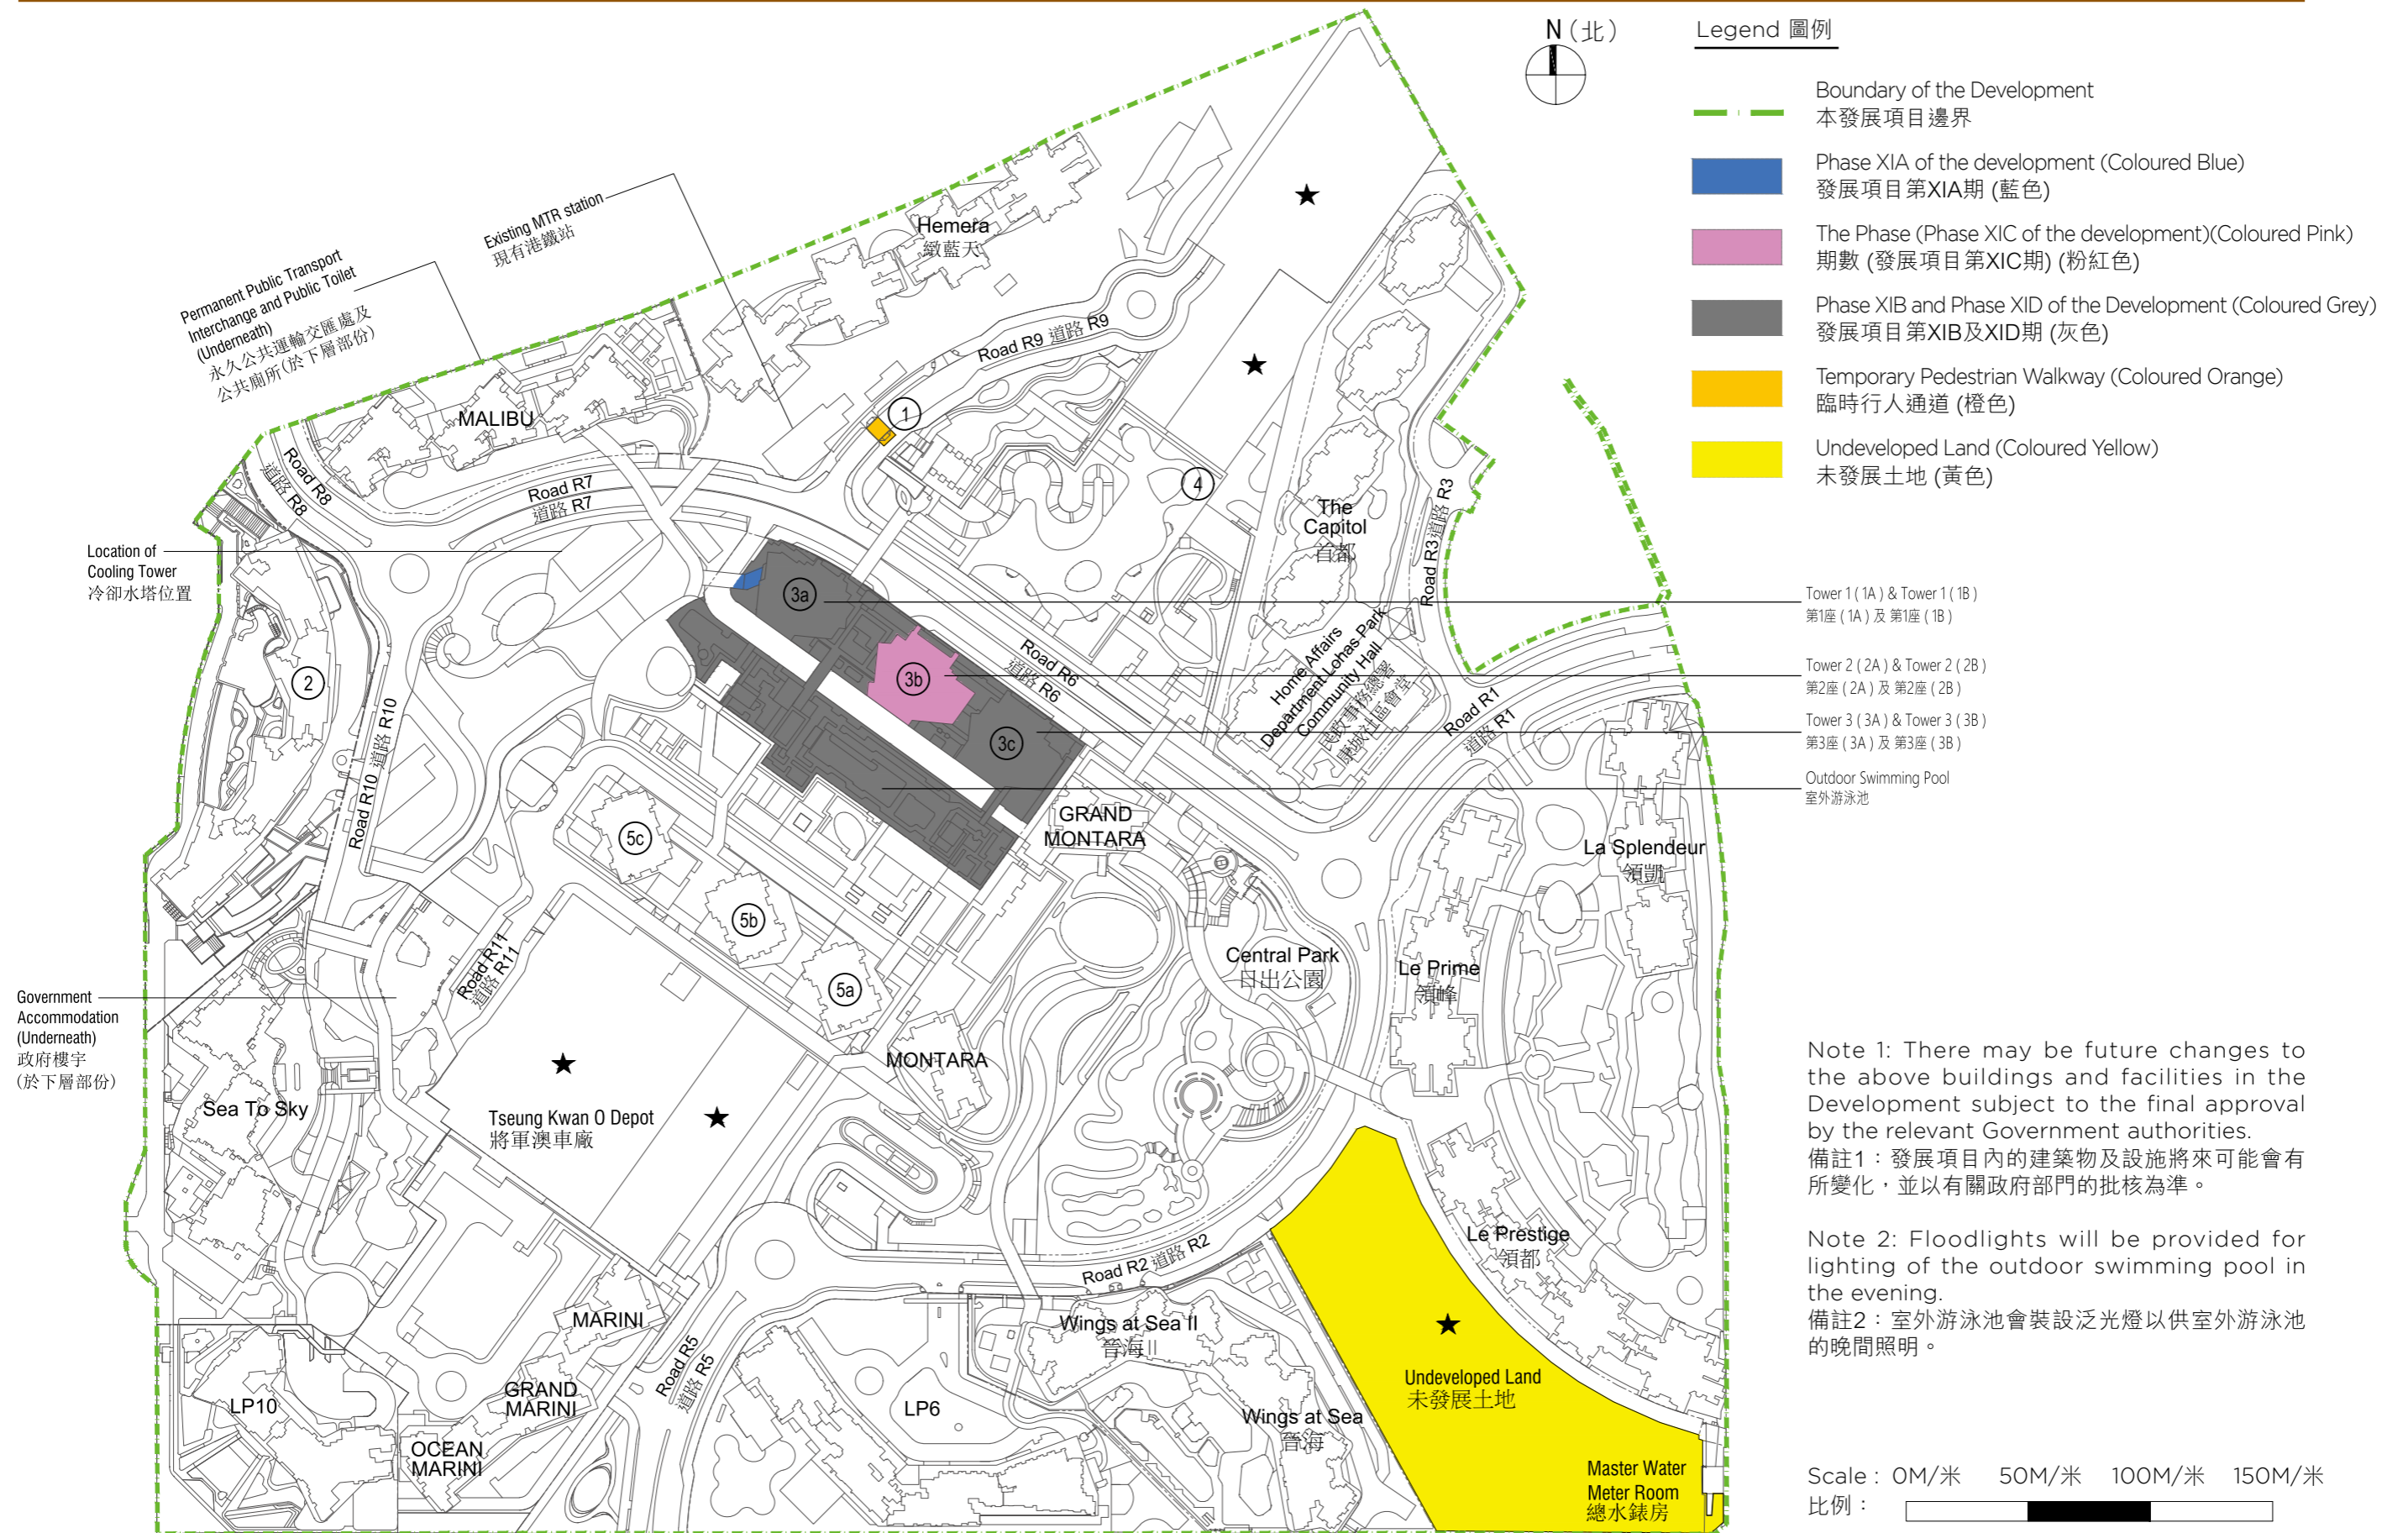 N (北)
Legend 圖例
Boundary of the Development
本發展項目邊界
Phase XIA of the development (Coloured Blue)
發展項目第XIA期 (藍色)
The Phase (Phase XIC of the development)(Coloured Pink)
期數 (發展項目第XIC期) (粉紅色)
Phase XIB and Phase XID of the Development (Coloured Grey)
發展項目第XIB及XID期 (灰色)
Temporary Pedestrian Walkway (Coloured Orange)
臨時行人通道 (橙色)
Undeveloped Land (Coloured Yellow)
未發展土地 (黃色)
Existing MTR station
現有港鐵站
Permanent Public Transport
Interchange and Public Toilet
(Underneath)
永久公共運輸交匯處及
公共廁所(於下層部份)
Hemera
緻藍天
MALIBU
Road R9 道路 R9
1
4
Road R8
道路 R8
Road R7
道路 R7
The
Capitol
首都
Road R3 道路 R3
Location of
Cooling Tower
冷卻水塔位置
3a
3b
3c
Road R6
道路 R6
Home Affairs
Department Lohas Park
Community Hall
民政事務總署
康城社區會堂
Road R1
道路 R1
Tower 1 ( 1A ) & Tower 1 ( 1B )
第1座 ( 1A ) 及 第1座 ( 1B )
Tower 2 ( 2A ) & Tower 2 ( 2B )
第2座 ( 2A ) 及 第2座 ( 2B )
Tower 3 ( 3A ) & Tower 3 ( 3B )
第3座 ( 3A ) 及 第3座 ( 3B )
Outdoor Swimming Pool
室外游泳池
2
Road R10 道路 R10
GRAND
MONTARA
La Splendeur
領凱
5c
5b
5a
Road R11
道路 R11
Central Park
日出公園
Le Prime
領峰
Government
Accommodation
(Underneath)
政府樓宇
(於下層部份)
MONTARA
Sea To Sky
Tseung Kwan O Depot
將軍澳車廠
Road R2 道路 R2
Le Prestige
領都
MARINI
GRAND
MARINI
OCEAN
MARINI
LP10
Road R5
道路 R5
LP6
Wings at Sea II
晉海II
Wings at Sea
晉海
Undeveloped Land
未發展土地
Master Water
Meter Room
總水錶房
Note 1: There may be future changes to
the above buildings and facilities in the
Development subject to the final approval
by the relevant Government authorities.
備註1：發展項目內的建築物及設施將來可能會有
所變化，並以有關政府部門的批核為準。
Note 2: Floodlights will be provided for
lighting of the outdoor swimming pool in
the evening.
備註2：室外游泳池會裝設泛光燈以供室外游泳池
的晚間照明。
Scale : 0M/米 50M/米 100M/米 150M/米
比例：